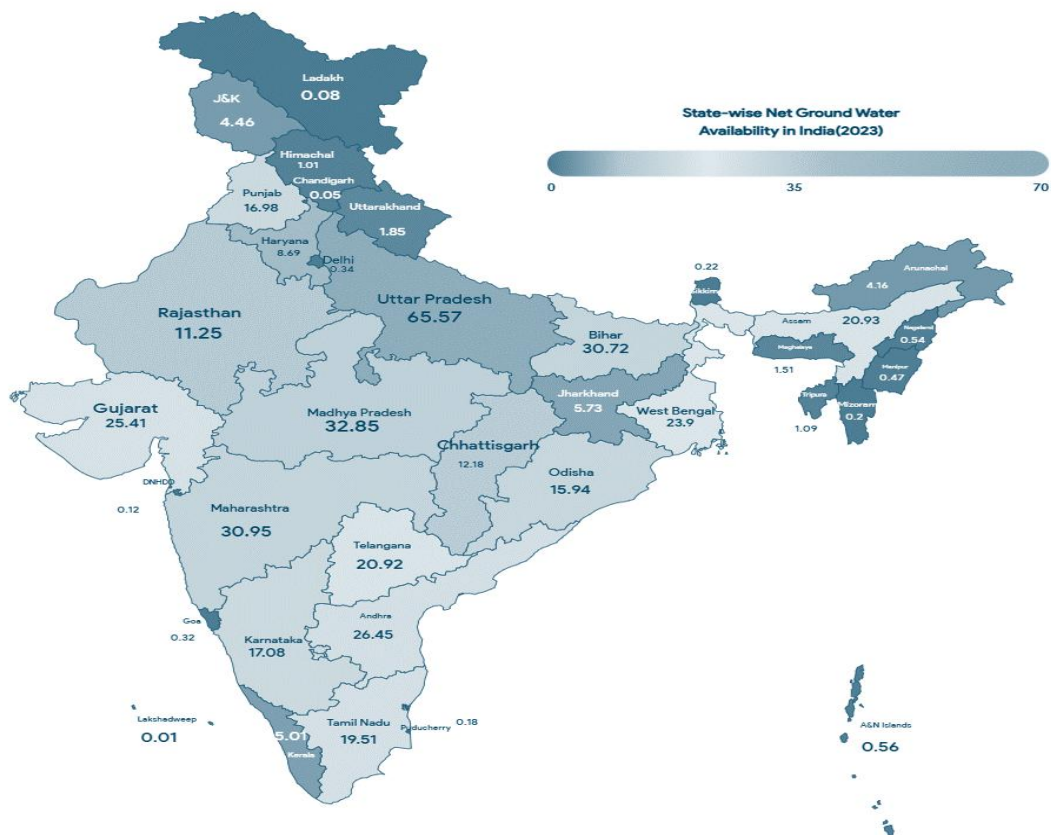 State-wise Net Ground Water
Availability in India(2023)
0
35
70
Ladakh
0.08
J&K
4.46
Himachal
1.01
Chandigarh
0.05
Punjab
16.98
Uttarakhand
1.85
Haryana
8.69
Delhi
0.34
Rajasthan
11.25
Uttar Pradesh
65.57
Bihar
30.72
0.22
Sikkim
Arunachal
4.16
Assam
20.93
Nagaland
0.54
Meghalaya
1.51
Manipur
0.47
Tripura
1.09
Mizoram
0.2
Gujarat
25.41
Madhya Pradesh
32.85
Jharkhand
5.73
West Bengal
23.9
Chhattisgarh
12.18
Odisha
15.94
DNHDD
0.12
Maharashtra
30.95
Telangana
20.92
Goa
0.32
Karnataka
17.08
Andhra
26.45
Lakshadweep
0.01
5.01
Kerala
Tamil Nadu
19.51
Puducherry
0.18
A&N Islands
0.56